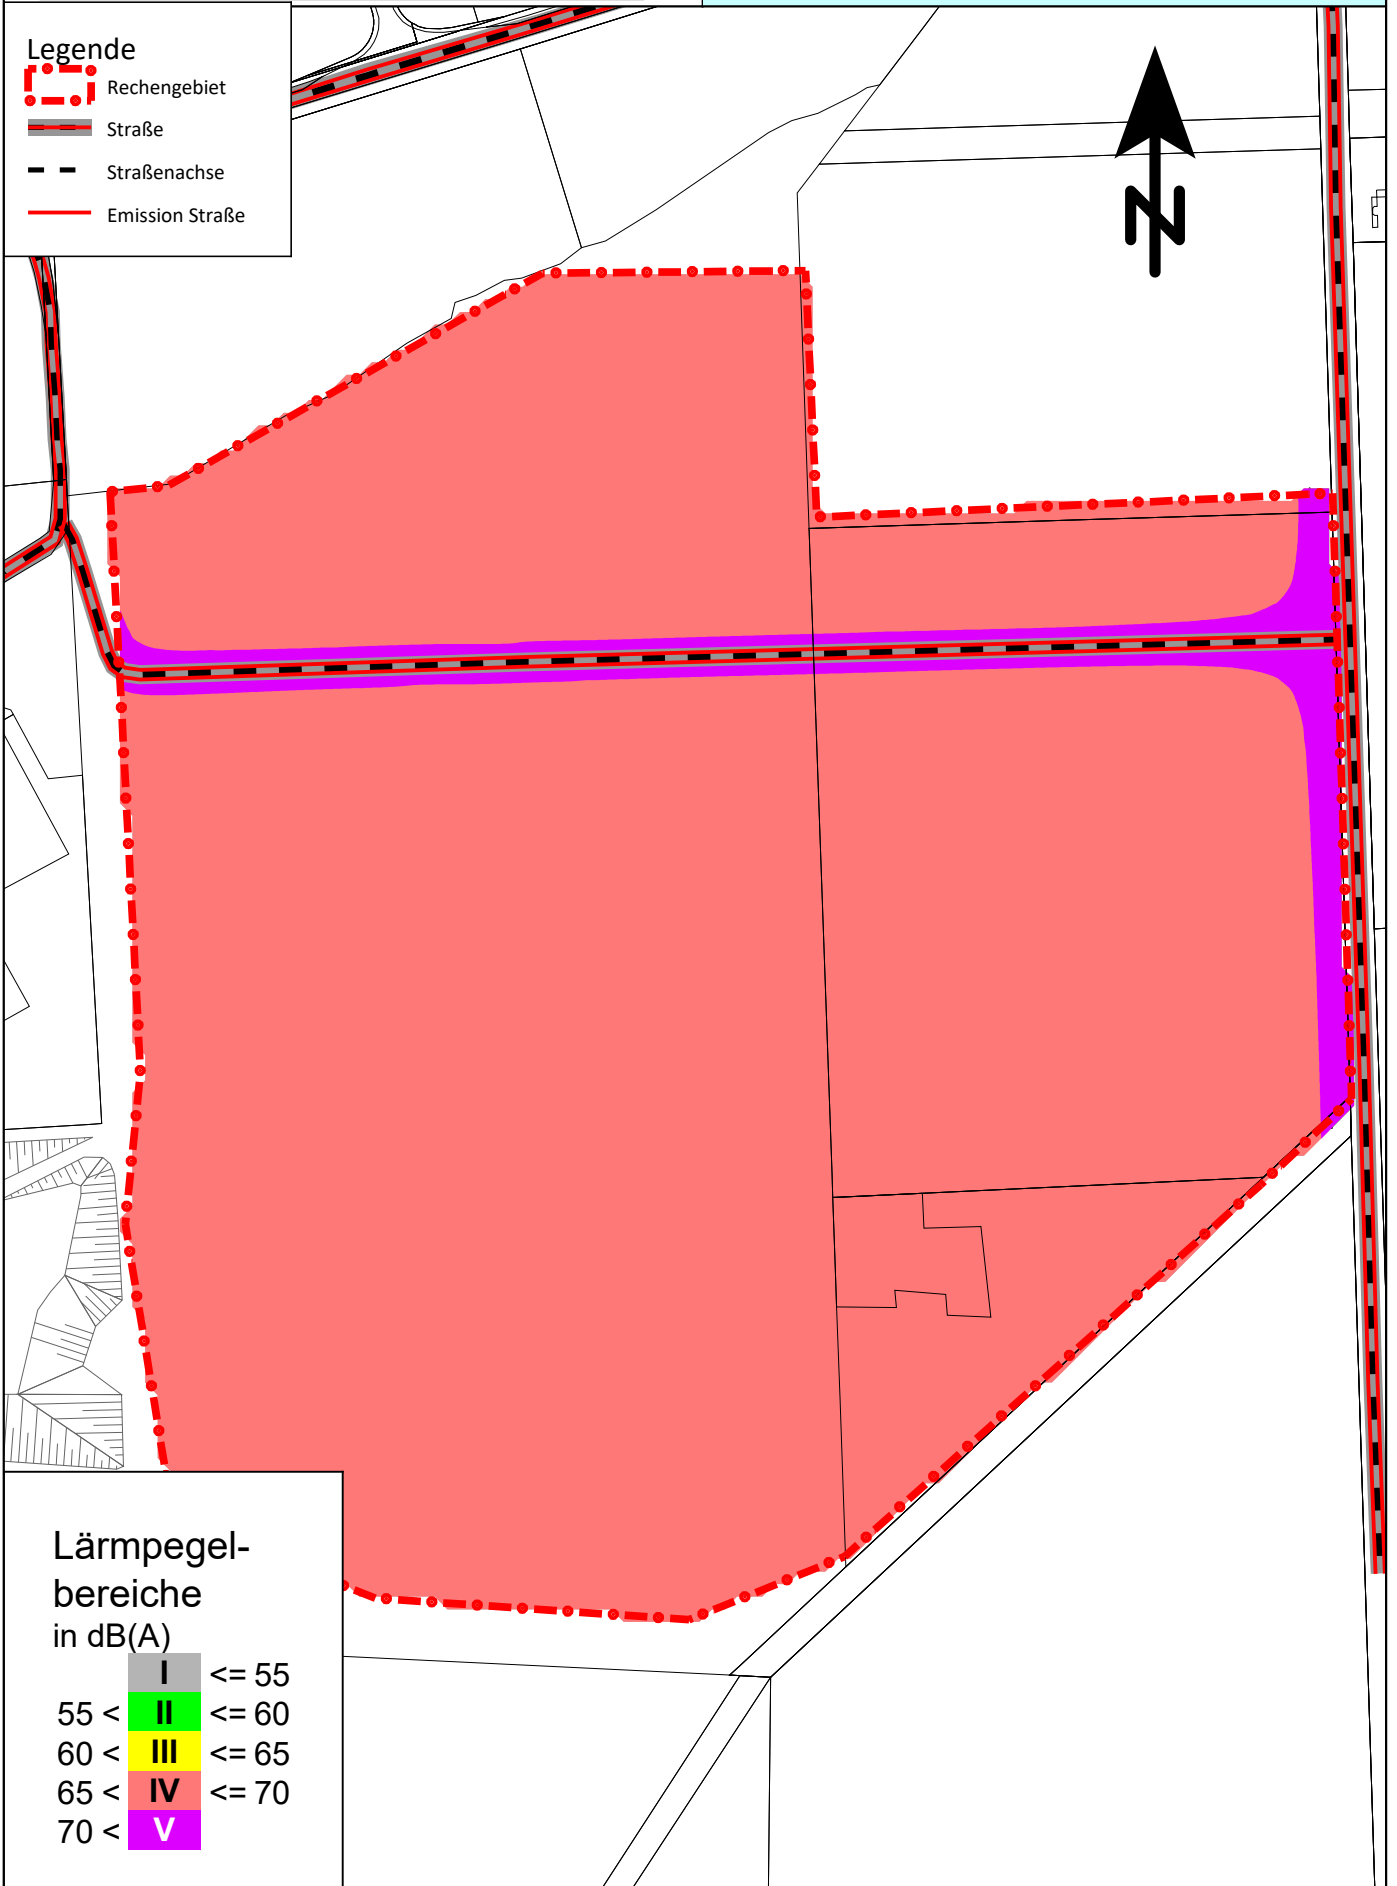 Legende
Rechengebiet
Straße
Straßenachse
Emission Straße
N
Lärmpegel-
bereiche
in dB(A)
I <= 55
55 < II <= 60
60 < III <= 65
65 < IV <= 70
70 < V